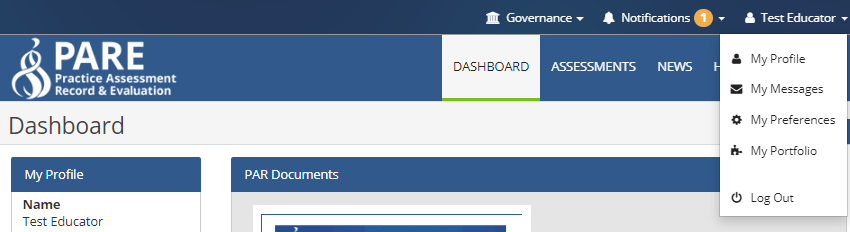 Governance
Notifications 1
Test Educator
PARE
Practice Assessment
Record & Evaluation
DASHBOARD
ASSESSMENTS
NEWS
My Profile
My Messages
My Preferences
My Portfolio
Log Out
Dashboard
My Profile
Name
Test Educator
PAR Documents